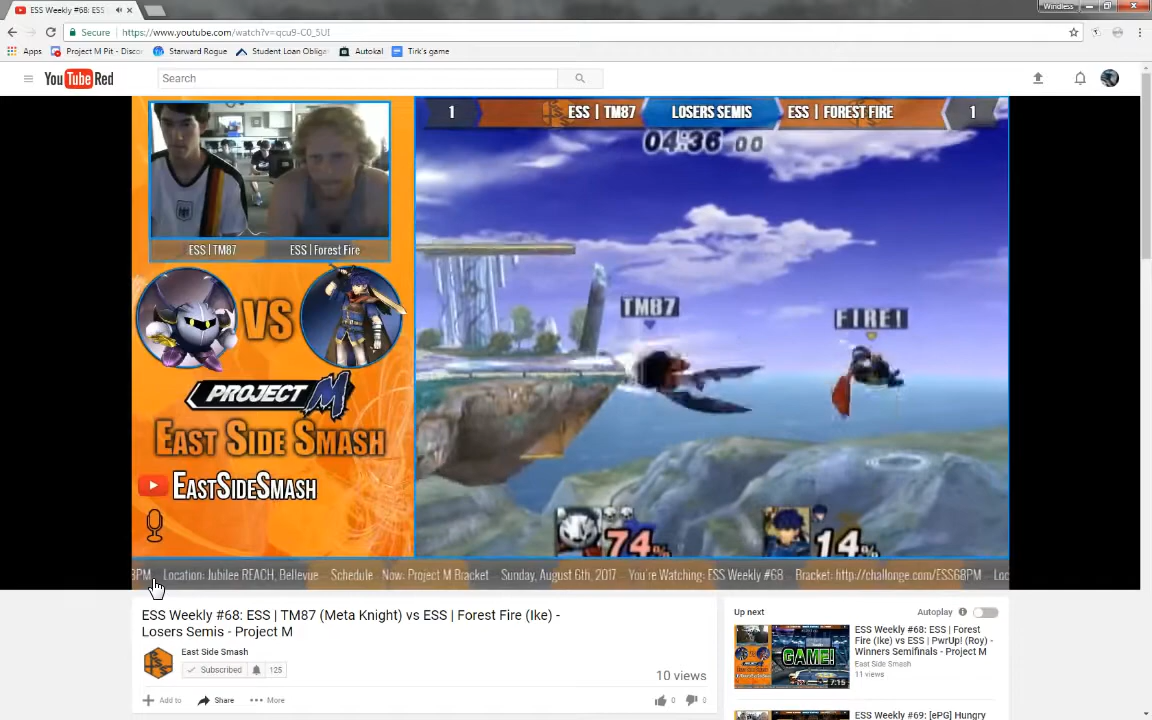 ESS Weekly #68: ESS
Windless
Secure
https://www.youtube.com/watch?v=qcu9-C0_5UI
Apps
Project M Pit - Disco
Starward Rogue
Student Loan Obliga
Autokal
Tirk's game
YouTube Red
Search
1
ESS | TM87
LOSERS SEMIS
ESS | FOREST FIRE
1
04:36 00
ESS | TM87
ESS | Forest Fire
TM87
FIRE!
VS
PROJECT M
EAST SIDE SMASH
EASTSIDESMASH
74%
14%
8PM Location: Jubilee REACH, Bellevue Schedule Now: Project M Bracket Sunday, August 6th, 2017 You're Watching: ESS Weekly #68 Bracket: http://challonge.com/ESS68PM Loc
ESS Weekly #68: ESS | TM87 (Meta Knight) vs ESS | Forest Fire (Ike) -
Losers Semis - Project M
East Side Smash
Subscribed
125
10 views
Add to
Share
More
0
0
Up next
Autoplay
ESS Weekly #68: ESS | Forest
Fire (Ike) vs ESS | PwrUp! (Roy) -
Winners Semifinals - Project M
East Side Smash
11 views
GAME!
7:15
ESS Weekly #69: [ePG] Hungry